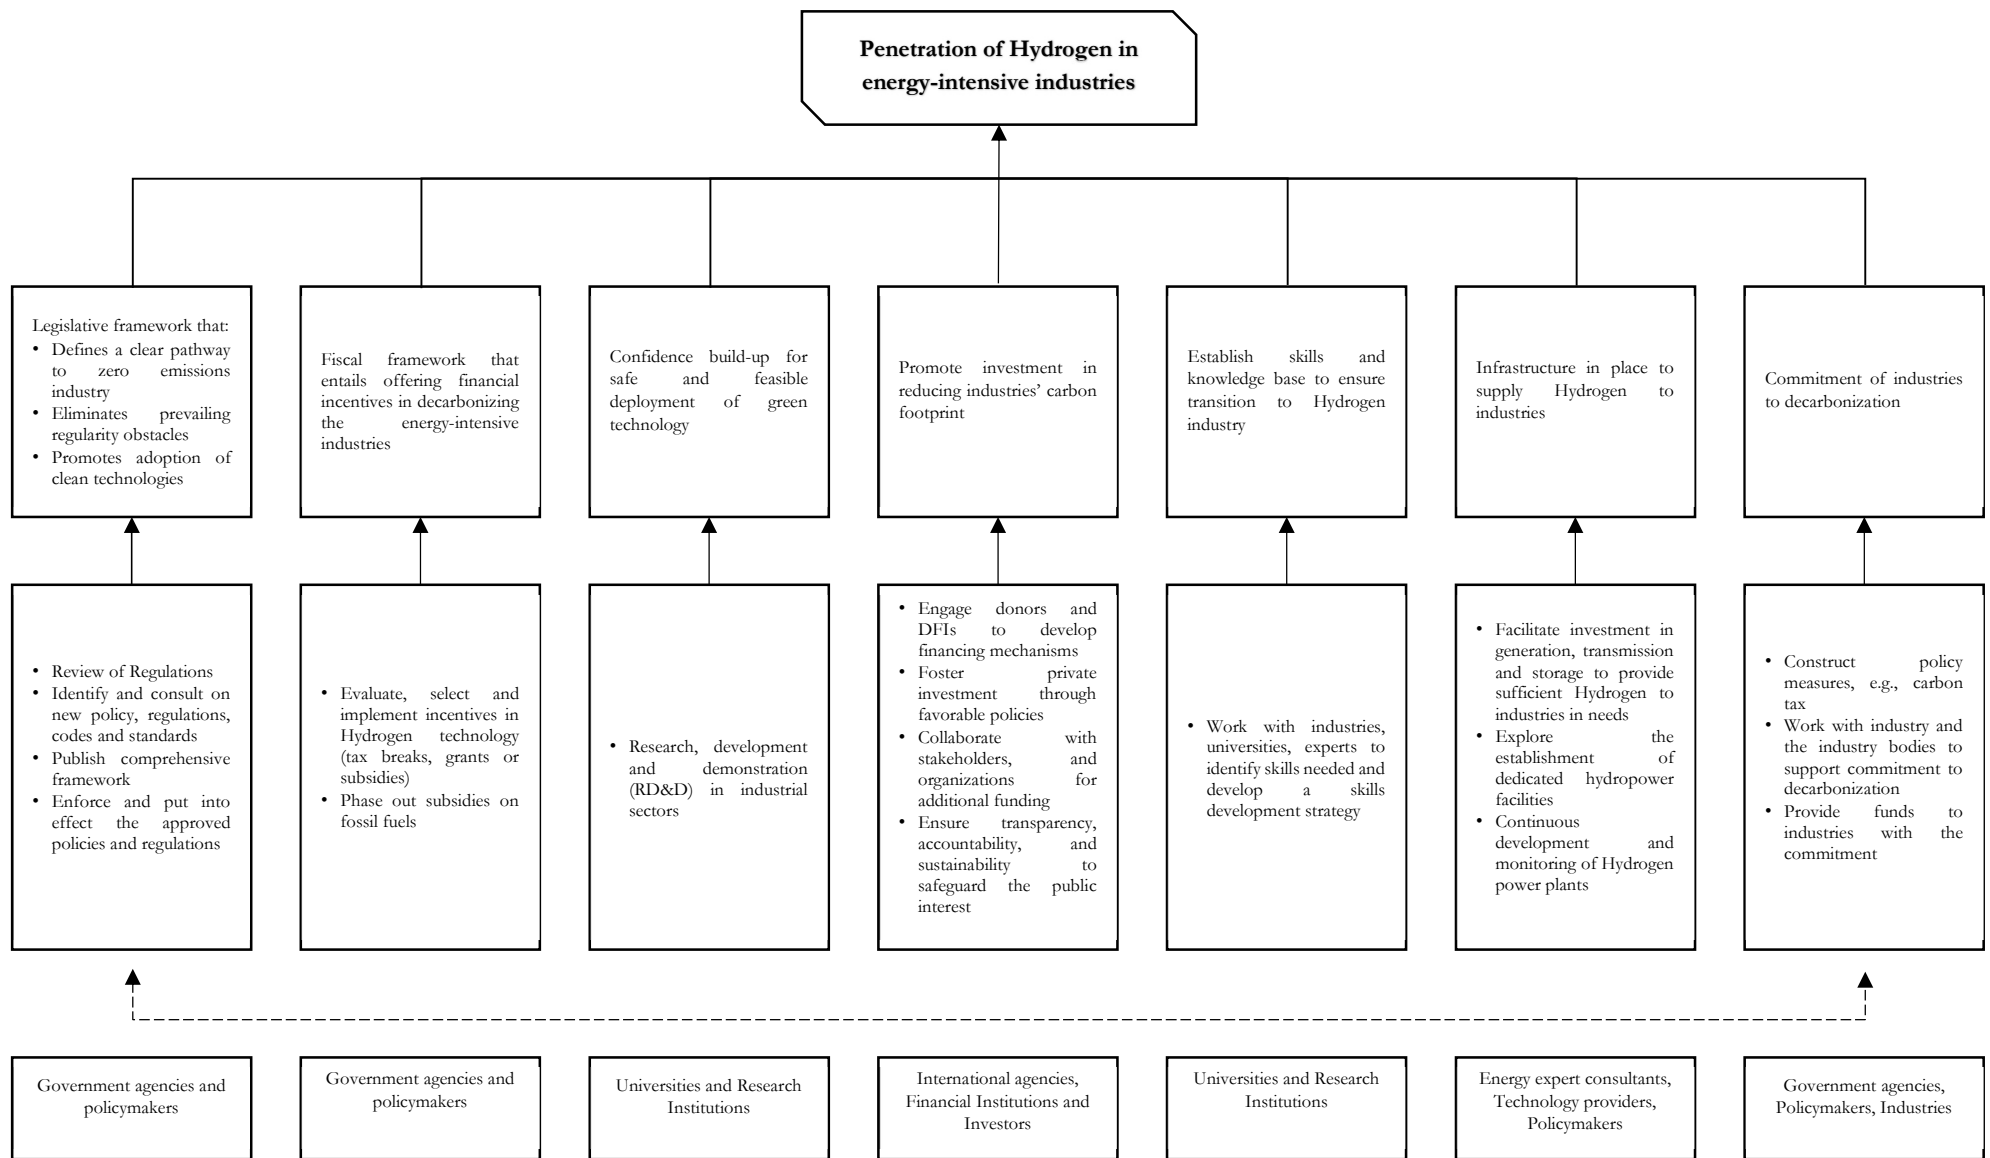 Penetration of Hydrogen in
energy-intensive industries
Legislative framework that:
• Defines a clear pathway
to zero emissions
industry
• Eliminates prevailing
regularity obstacles
• Promotes adoption of
clean technologies
Fiscal framework that
entails offering financial
incentives in decarbonizing
the energy-intensive
industries
Confidence build-up for
safe and feasible
deployment of green
technology
Promote investment in
reducing industries’ carbon
footprint
Establish skills and
knowledge base to ensure
transition to Hydrogen
industry
Infrastructure in place to
supply Hydrogen to
industries
Commitment of industries
to decarbonization
• Review of Regulations
• Identify and consult on
new policy, regulations,
codes and standards
• Publish comprehensive
framework
• Enforce and put into
effect the approved
policies and regulations
• Evaluate, select and
implement incentives in
Hydrogen technology
(tax breaks, grants or
subsidies)
• Phase out subsidies on
fossil fuels
• Research, development
and demonstration
(RD&D) in industrial
sectors
• Engage donors and
DFIs to develop
financing mechanisms
• Foster private
investment through
favorable policies
• Collaborate with
stakeholders, and
organizations for
additional funding
• Ensure transparency,
accountability, and
sustainability to
safeguard the public
interest
• Work with industries,
universities, experts to
identify skills needed and
develop a skills
development strategy
• Facilitate investment in
generation, transmission
and storage to provide
sufficient Hydrogen to
industries in needs
• Explore the
establishment of
dedicated hydropower
facilities
• Continuous
development and
monitoring of Hydrogen
power plants
• Construct policy
measures, e.g., carbon
tax
• Work with industry and
the industry bodies to
support commitment to
decarbonization
• Provide funds to
industries with the
commitment
Government agencies and
policymakers
Government agencies and
policymakers
Universities and Research
Institutions
International agencies,
Financial Institutions and
Investors
Universities and Research
Institutions
Energy expert consultants,
Technology providers,
Policymakers
Government agencies,
Policymakers, Industries